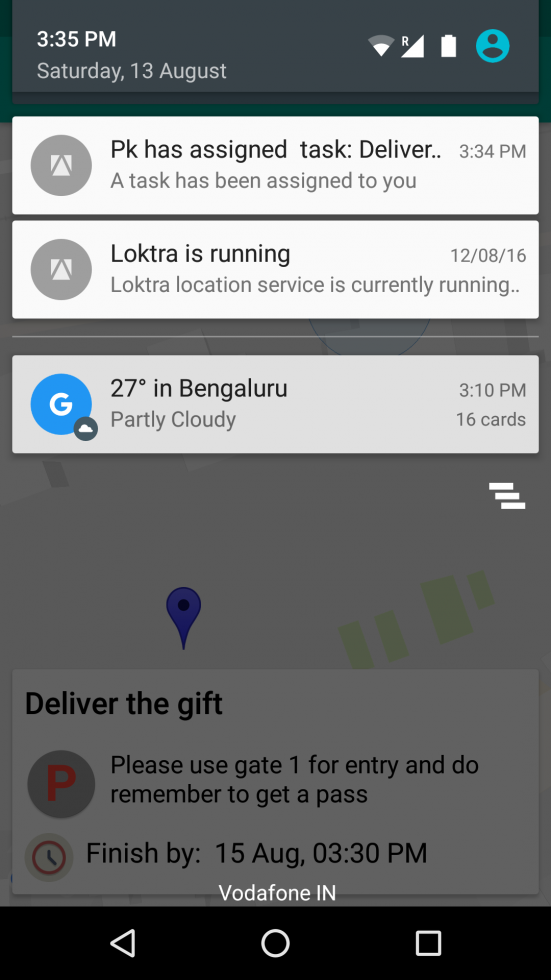 3:35 PM
R
Saturday, 13 August
Pk has assigned  task: Deliver.. 3:34 PM
A task has been assigned to you
Loktra is running 12/08/16
Loktra location service is currently running..
27° in Bengaluru 3:10 PM
G
Partly Cloudy 16 cards
Deliver the gift
P
Please use gate 1 for entry and do
remember to get a pass
Finish by:  15 Aug, 03:30 PM
Vodafone IN